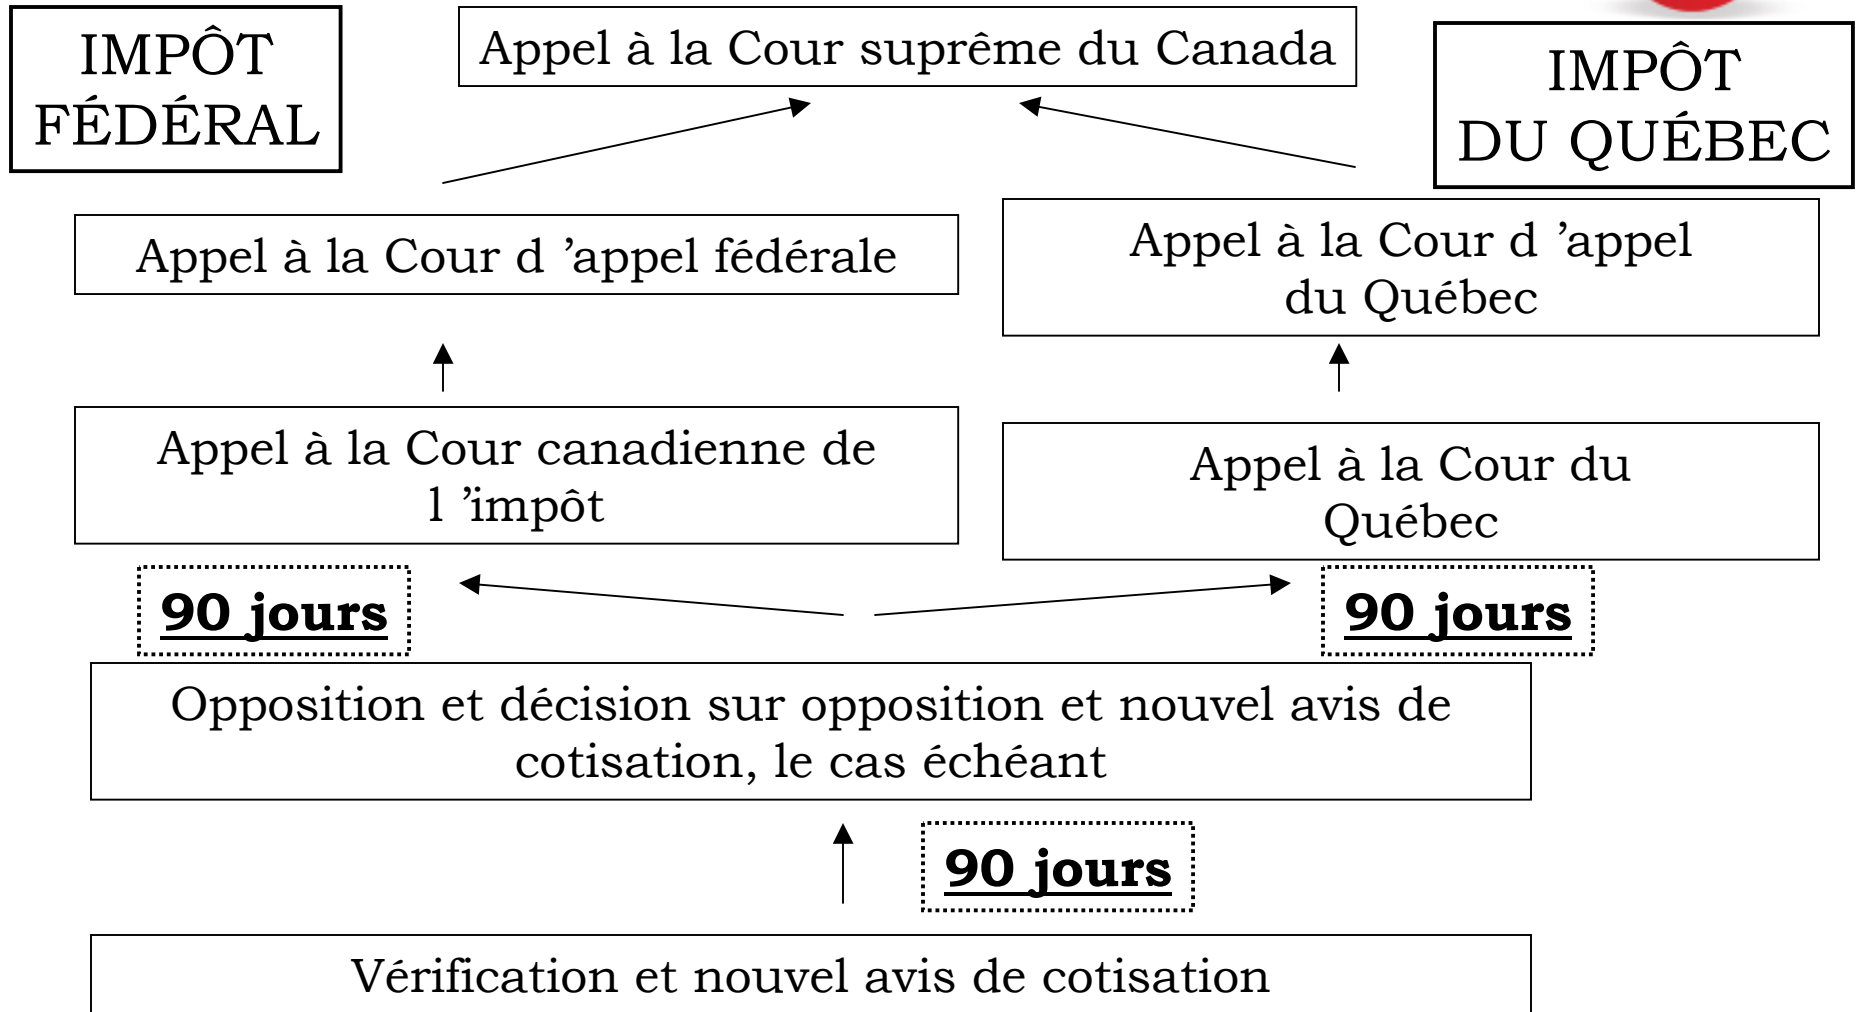 IMPÔT
FÉDÉRAL
Appel à la Cour suprême du Canada
IMPÔT
DU QUÉBEC
Appel à la Cour d ’appel fédérale
Appel à la Cour d ’appel
du Québec
Appel à la Cour canadienne de
l ’impôt
Appel à la Cour du
Québec
90 jours
90 jours
Opposition et décision sur opposition et nouvel avis de
cotisation, le cas échéant
90 jours
Vérification et nouvel avis de cotisation